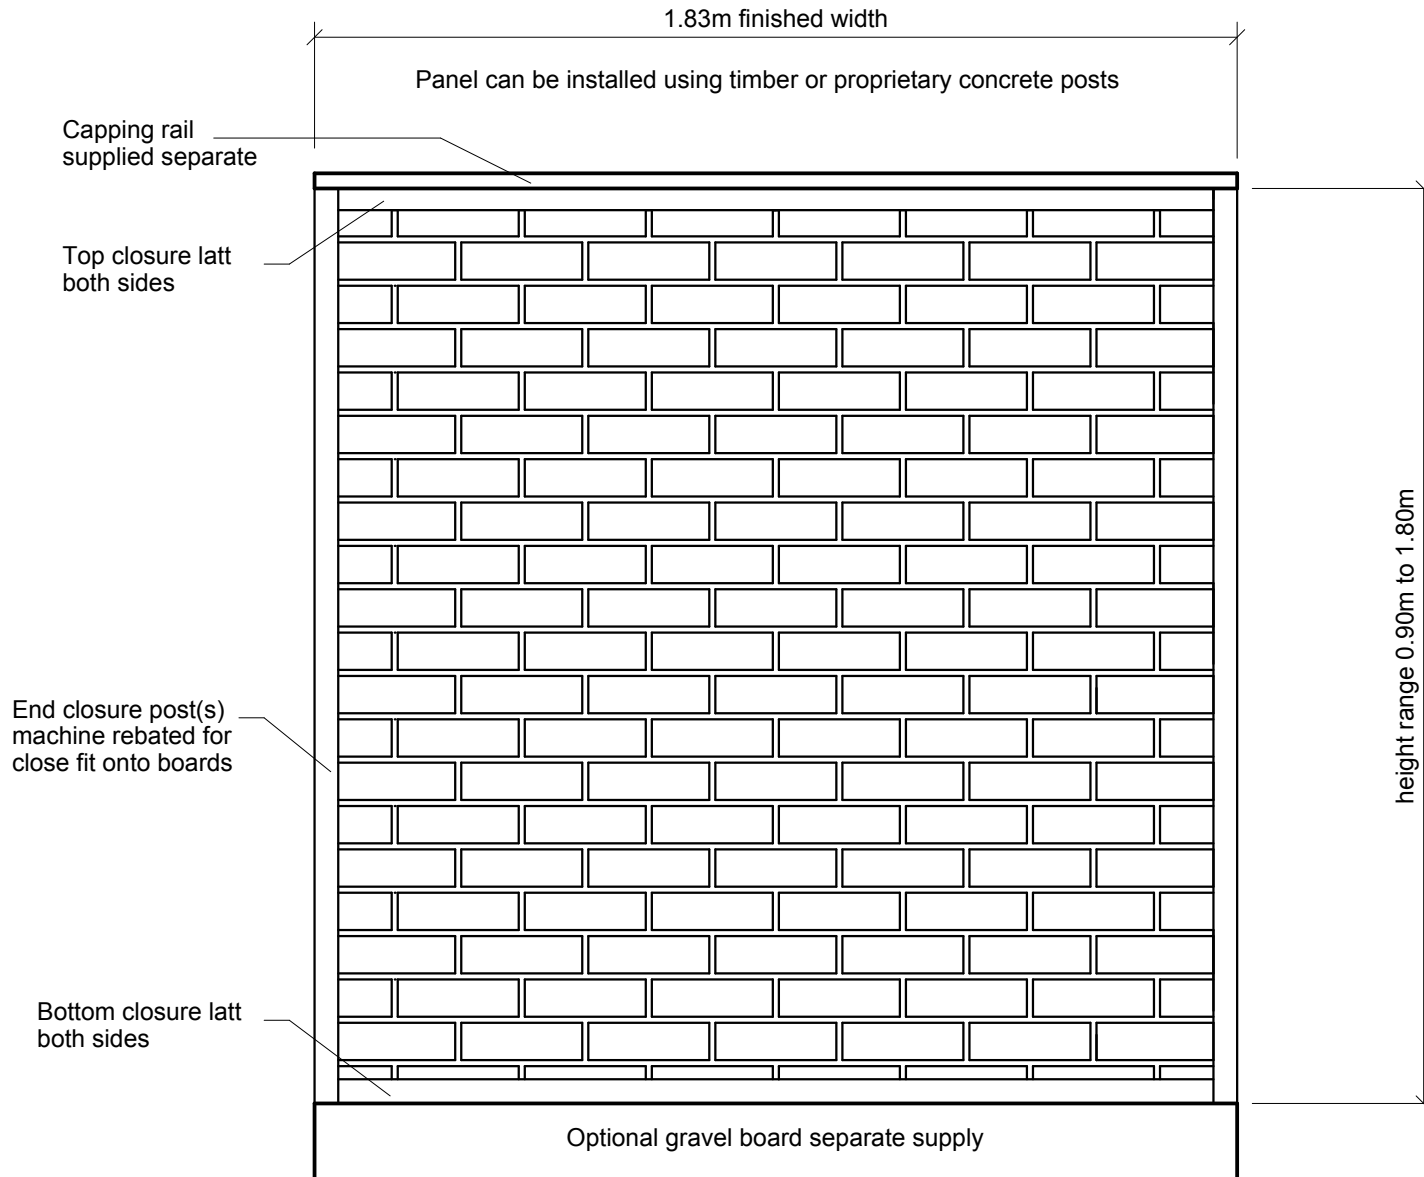 1.83m finished width
Panel can be installed using timber or proprietary concrete posts
Capping rail
supplied separate
Top closure latt
both sides
height range 0.90m to 1.80m
End closure post(s)
machine rebated for
close fit onto boards
Bottom closure latt
both sides
Optional gravel board separate supply